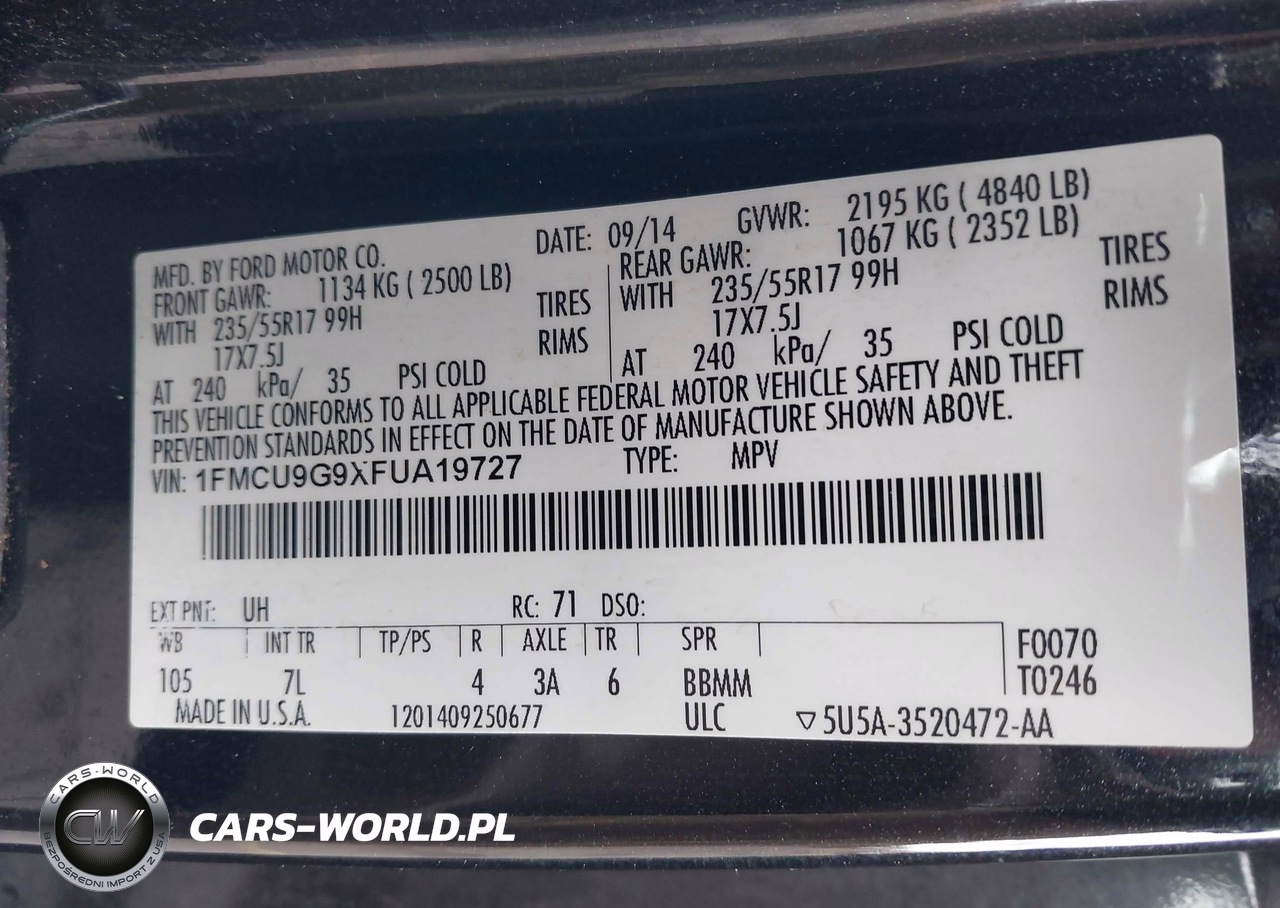 MFD. BY FORD MOTOR CO. DATE: 09/14 GVWR: 2195 KG ( 4840 LB)
FRONT GAWR: 1134 KG ( 2500 LB) REAR GAWR: 1067 KG ( 2352 LB)
WITH 235/55R17 99H TIRES WITH 235/55R17 99H TIRES
17X7.5J RIMS 17X7.5J RIMS
AT 240 kPa/ 35 PSI COLD AT 240 kPa/ 35 PSI COLD
THIS VEHICLE CONFORMS TO ALL APPLICABLE FEDERAL MOTOR VEHICLE SAFETY AND THEFT
PREVENTION STANDARDS IN EFFECT ON THE DATE OF MANUFACTURE SHOWN ABOVE.
VIN: 1FMCU9G9XFUA19727 TYPE: MPV
EXT PNT: UH RC: 71 DSO:
WB INT TR TP/PS R AXLE TR SPR F0070
105 7L 4 3A 6 BBMM T0246
MADE IN U.S.A. 1201409250677 ULC ▽5U5A-3520472-AA
CARS-WORLD
CW
BEZPOŚREDNI IMPORT Z USA
CARS-WORLD.PL